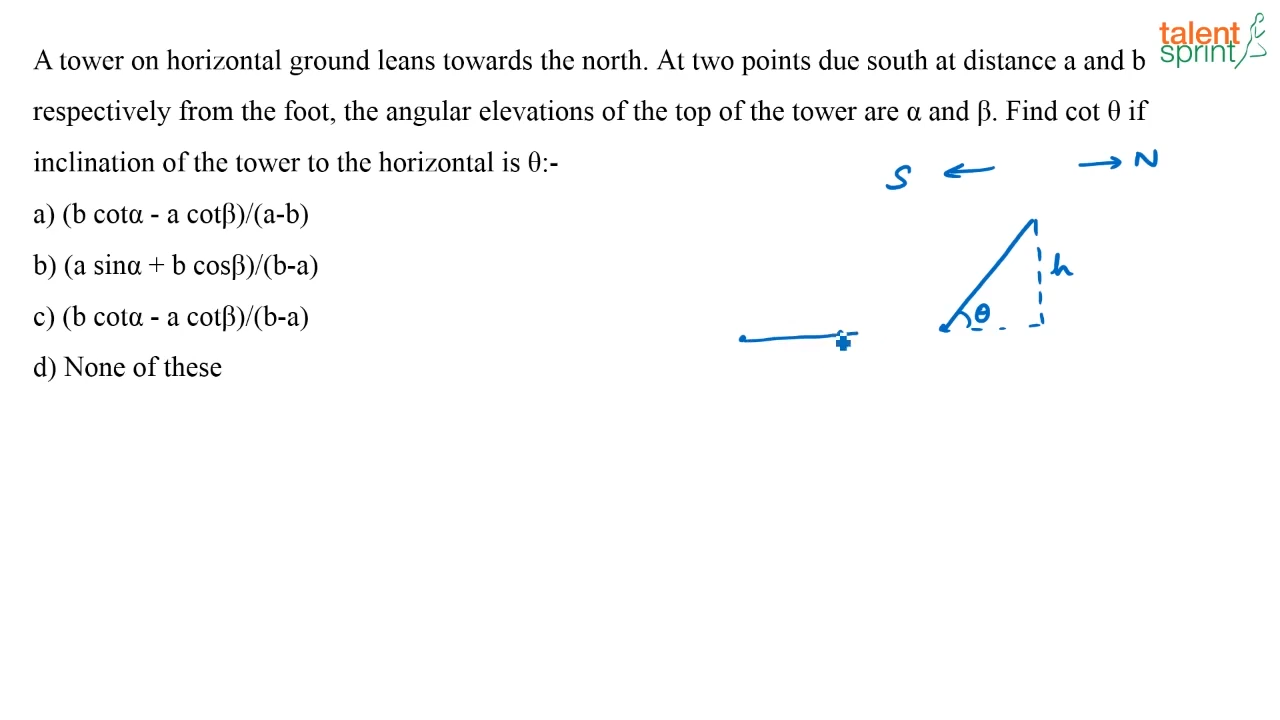 talent
sprint
A tower on horizontal ground leans towards the north. At two points due south at distance a and b
respectively from the foot, the angular elevations of the top of the tower are α and β. Find cot θ if
inclination of the tower to the horizontal is θ:-
S ← → N
a) (b cotα - a cotβ)/(a-b)
b) (a sinα + b cosβ)/(b-a)
h
c) (b cotα - a cotβ)/(b-a)
θ
d) None of these